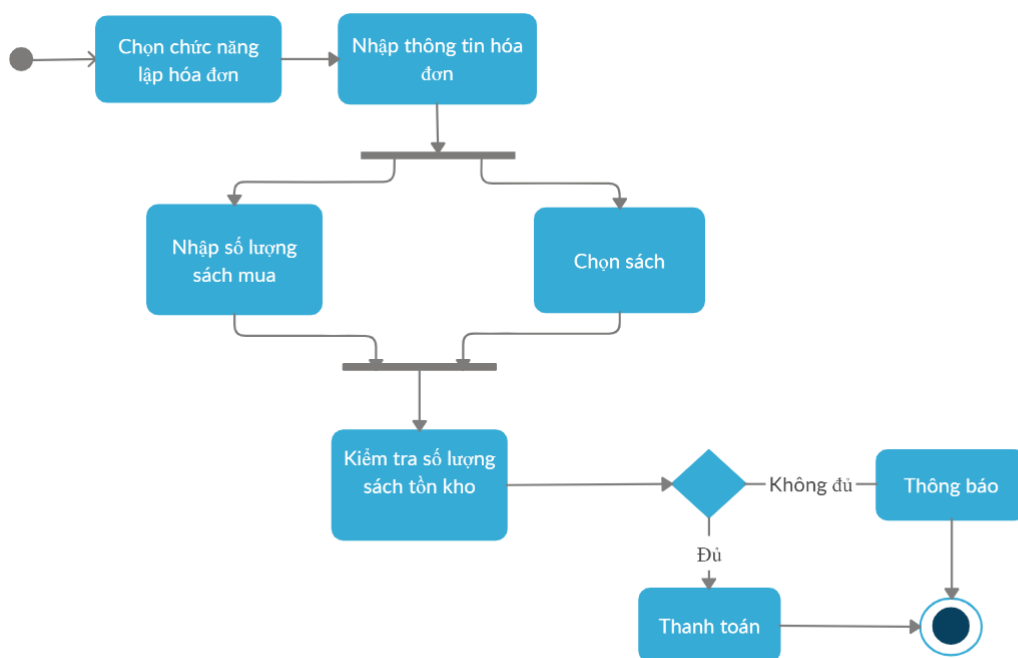 Chọn chức năng
lập hóa đơn
Nhập thông tin hóa
đơn
Nhập số lượng
sách mua
Chọn sách
Kiểm tra số lượng
sách tồn kho
Không đủ
Thông báo
Đủ
Thanh toán